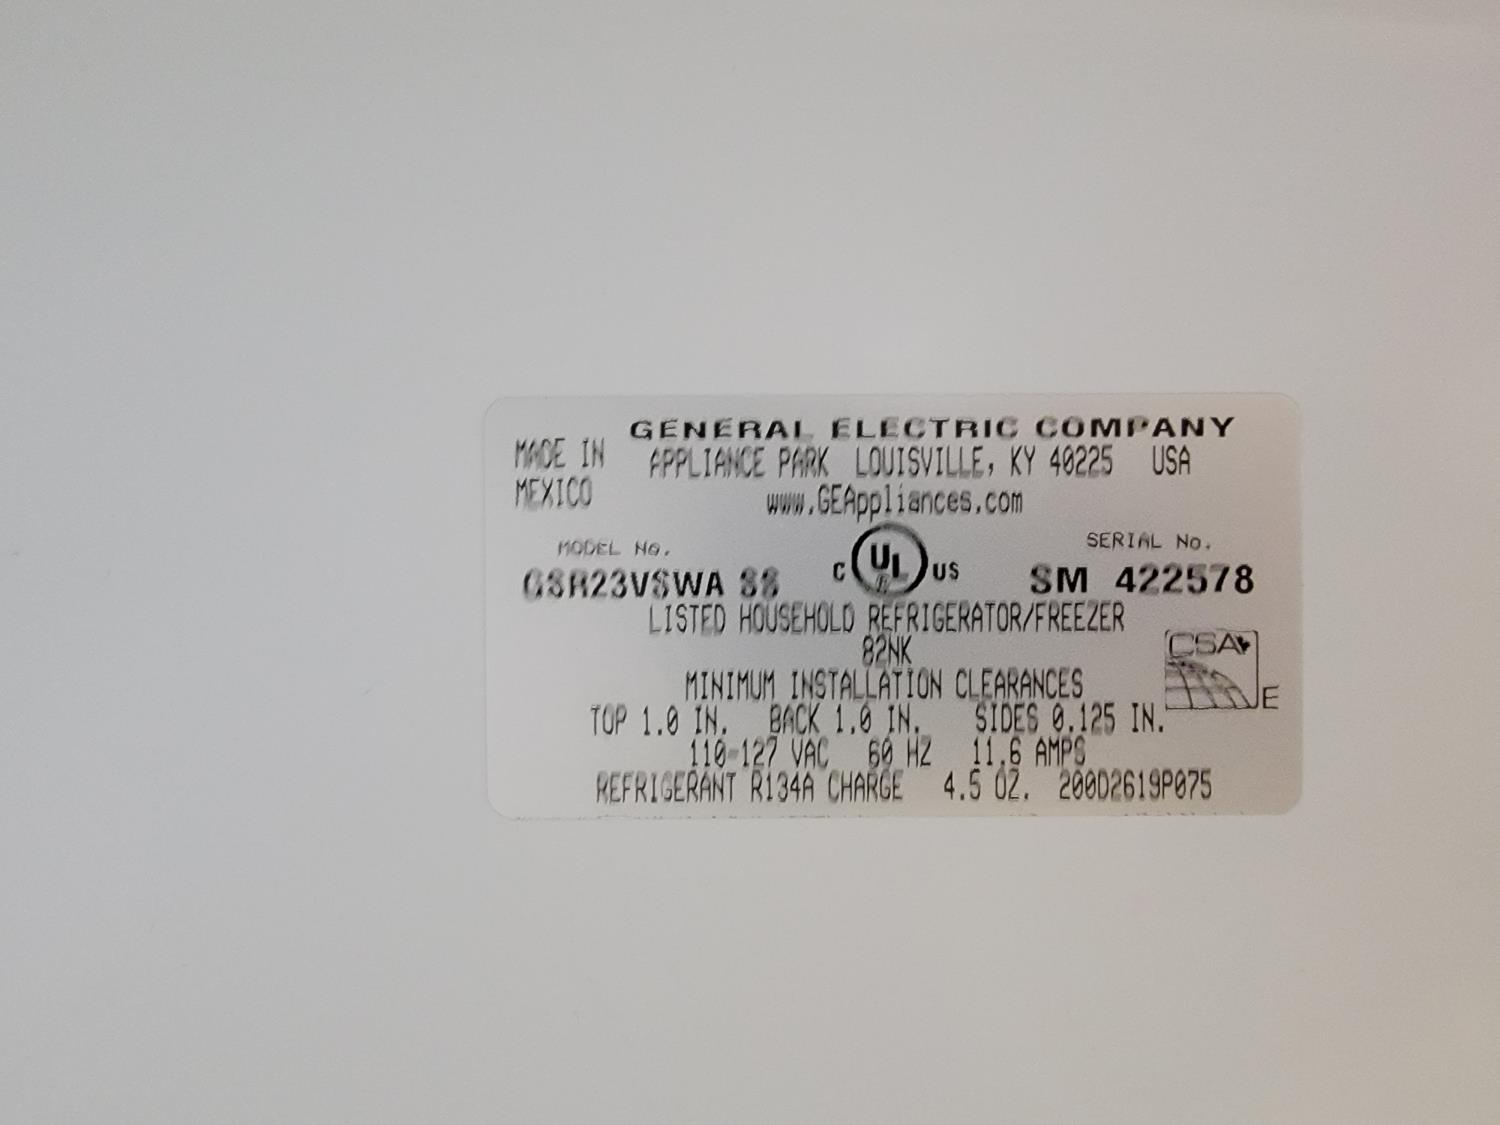 GENERAL ELECTRIC COMPANY
MADE IN MEXICO
APPLIANCE PARK LOUISVILLE, KY 40225 USA
www.GEAppliances.com
MODEL No.
SERIAL No.
C UL US
SM 422578
LISTED HOUSEHOLD REFRIGERATOR/FREEZER
82NK
CSA
E
MINIMUM INSTALLATION CLEARANCES
TOP 1.0 IN. BACK 1.0 IN. SIDES 0.125 IN.
110-127 VAC 60 HZ 11.6 AMPS
REFRIGERANT R134A CHARGE 4.5 OZ. 200D2619P075